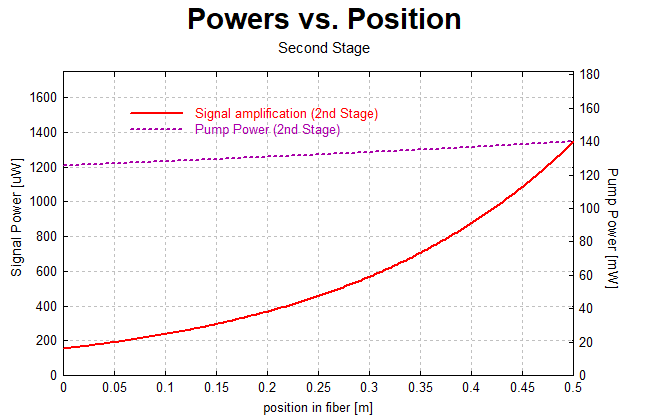 Powers vs. Position
Second Stage
Signal Power [uW]
1600
1400
1200
1000
800
600
400
200
0
Signal amplification (2nd Stage)
Pump Power (2nd Stage)
180
160
140
120
100
80
60
40
20
0
Pump Power [mW]
0 0.05 0.1 0.15 0.2 0.25 0.3 0.35 0.4 0.45 0.5
position in fiber [m]